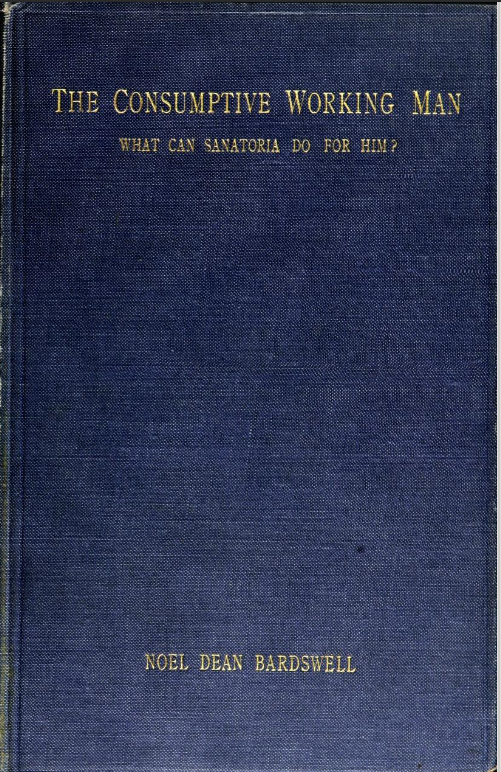 THE CONSUMPTIVE WORKING MAN
WHAT CAN SANATORIA DO FOR HIM?
NOEL DEAN BARDSWELL